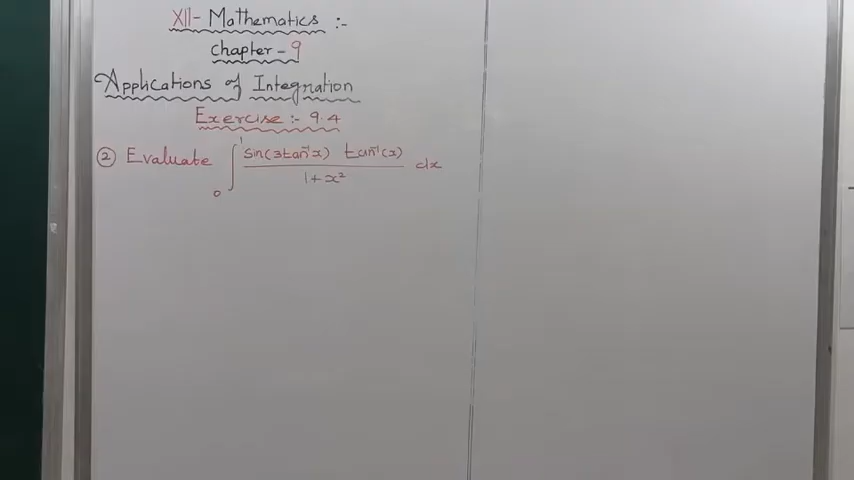 XII- Mathematics :-
Chapter - 9
Applications of Integration
Exercise :- 9.4
② Evaluate ∫₀¹ sin(3tan⁻¹x) tan⁻¹(x) / 1+x² dx